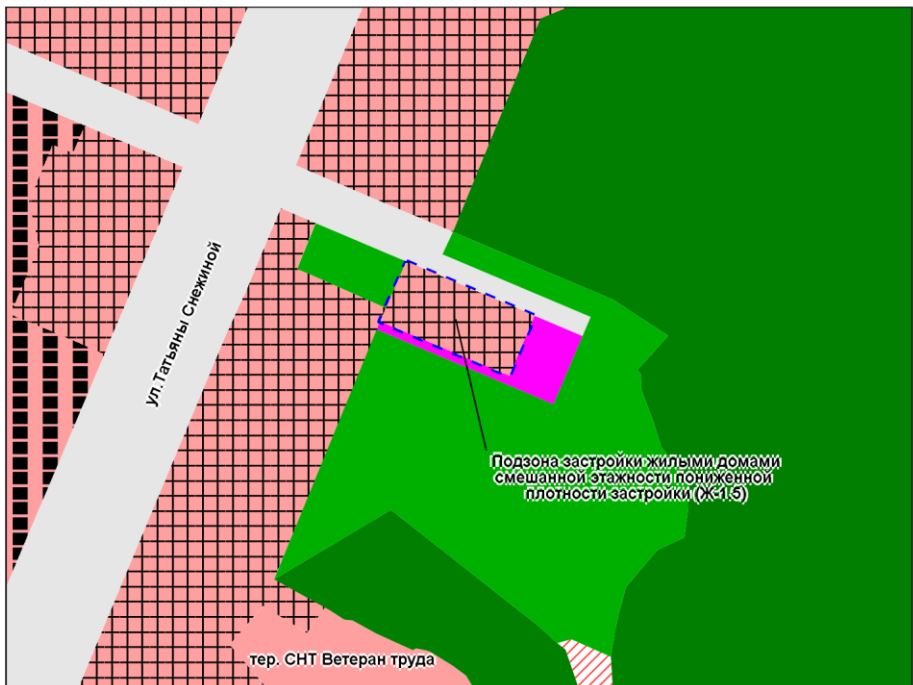 ул. Татьяны Снежиной
Подзона застройки жилыми домами
смешанной этажности пониженной
плотности застройки (Ж-1.5)
тер. СНТ Ветеран труда